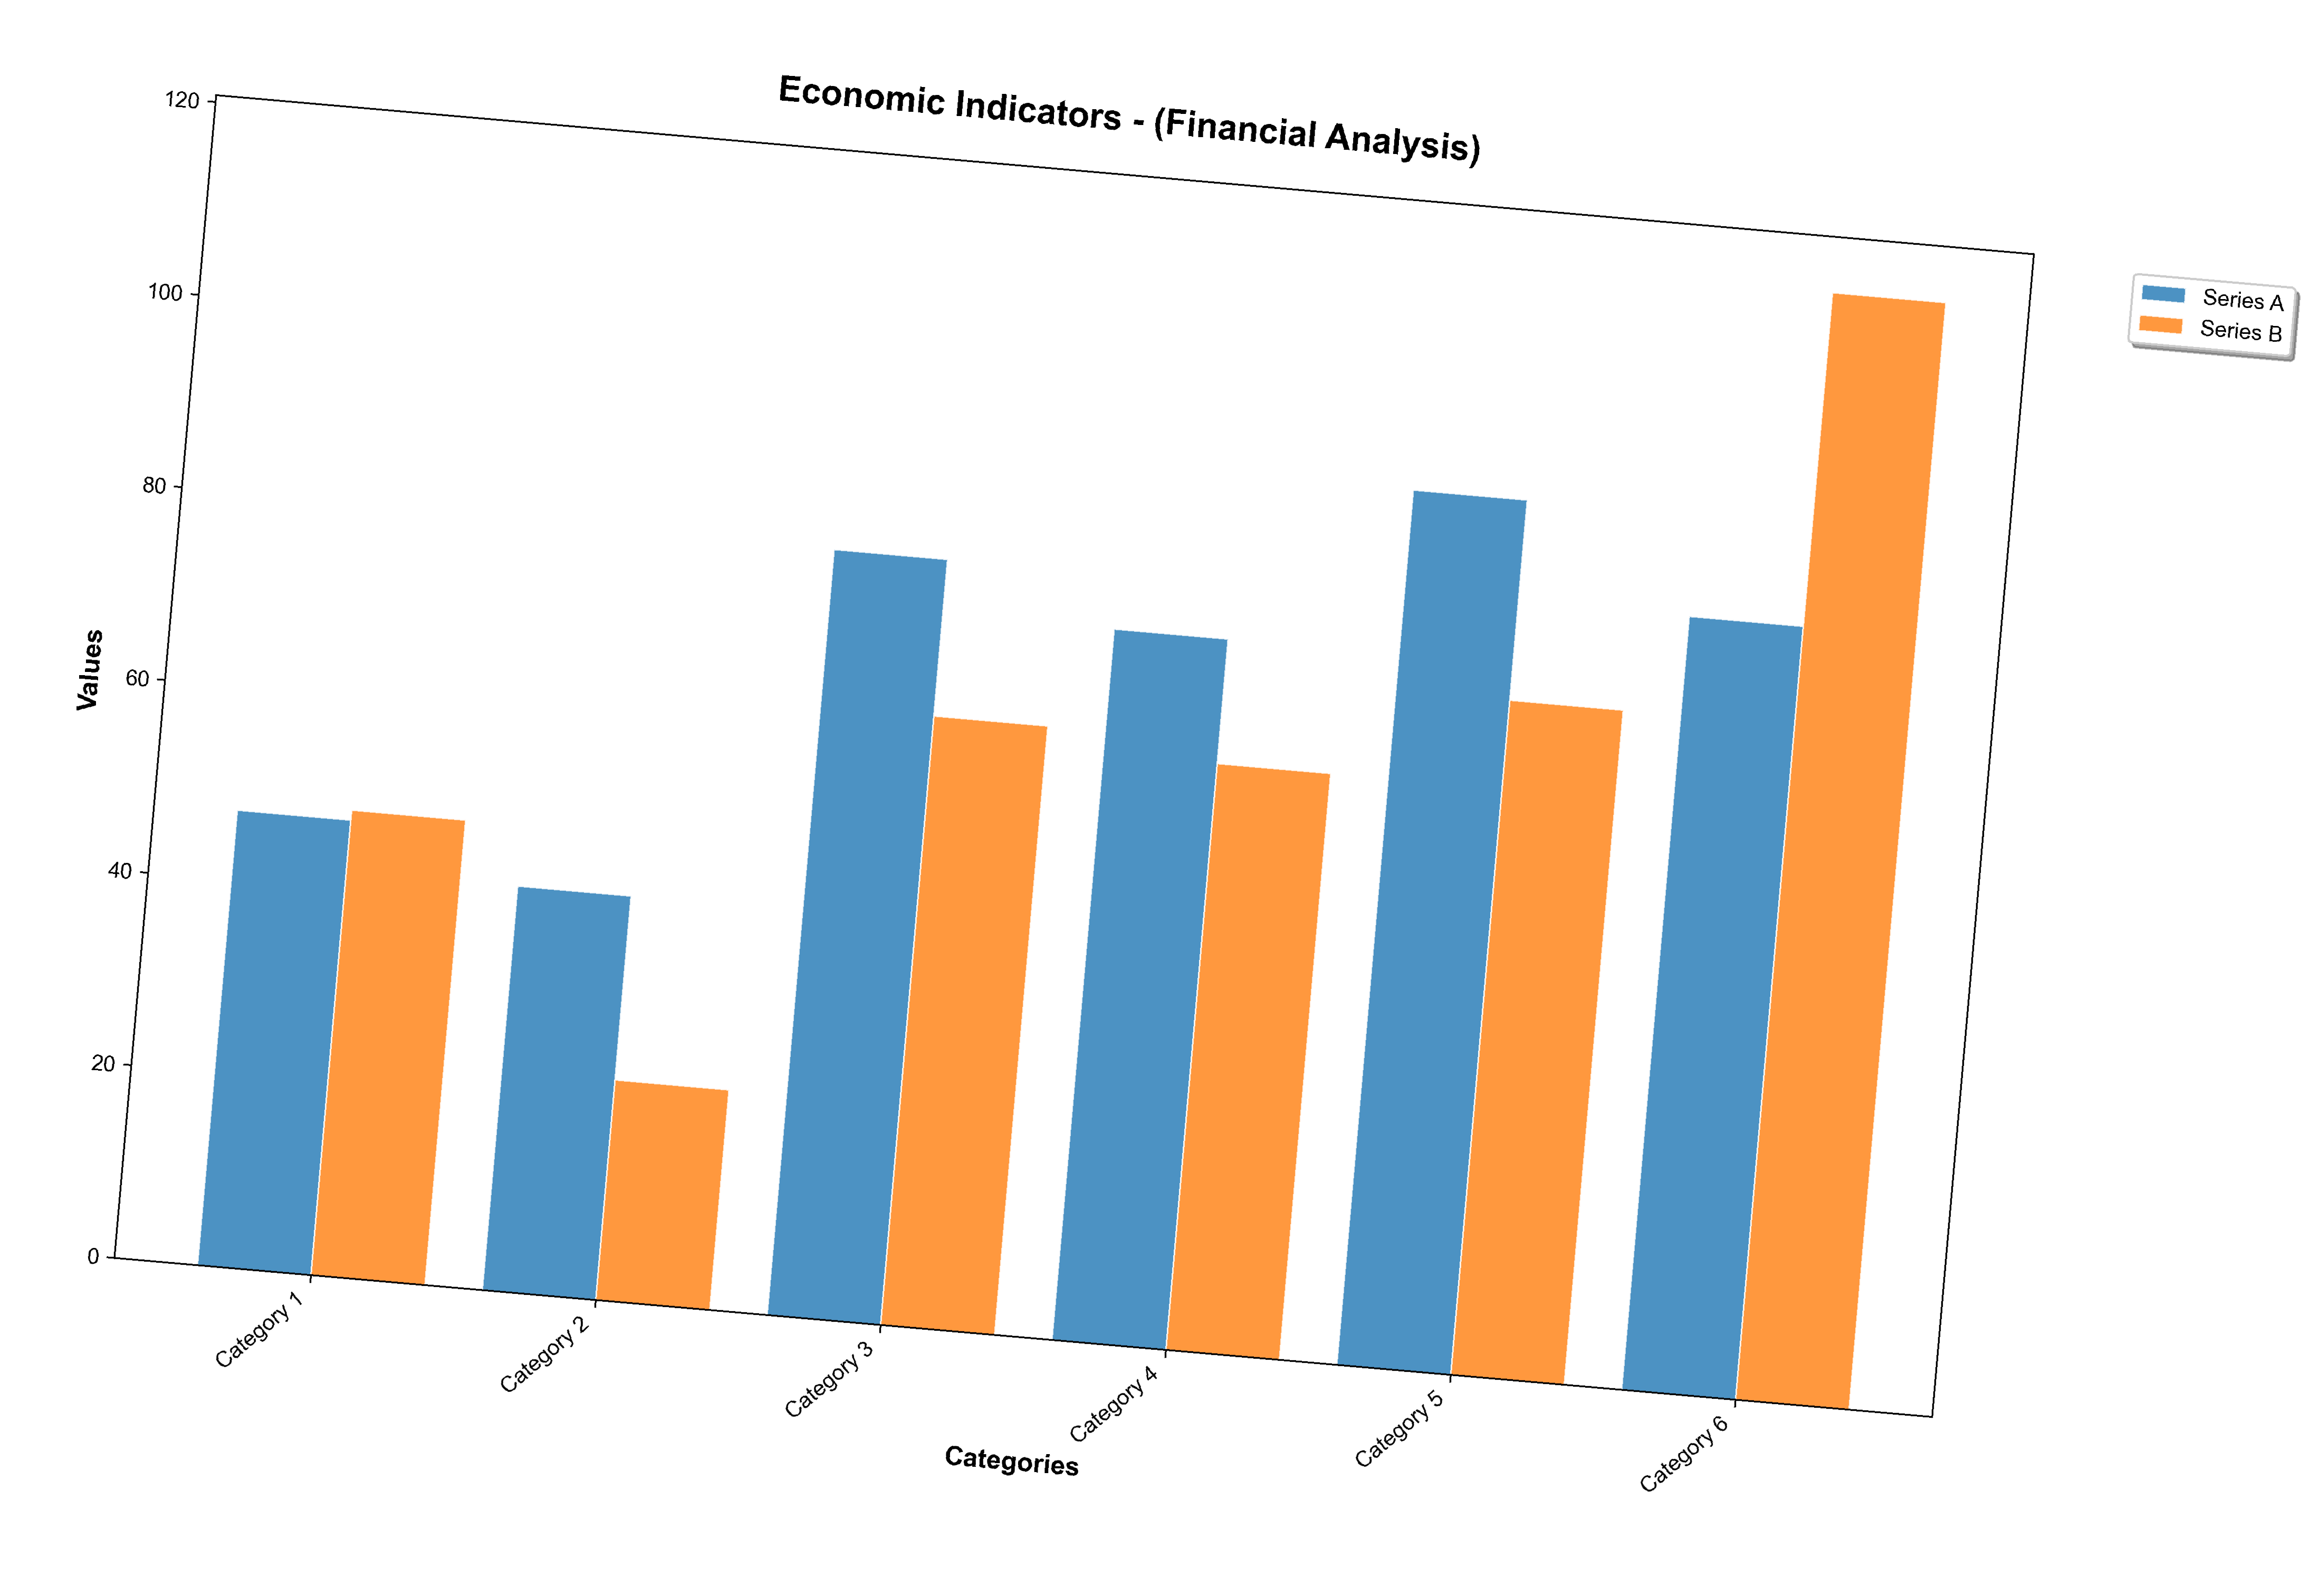 Economic Indicators - (Financial Analysis)
120
100
80
60
40
20
0
Values
Category 1
Category 2
Category 3
Category 4
Category 5
Category 6
Categories
Series A
Series B